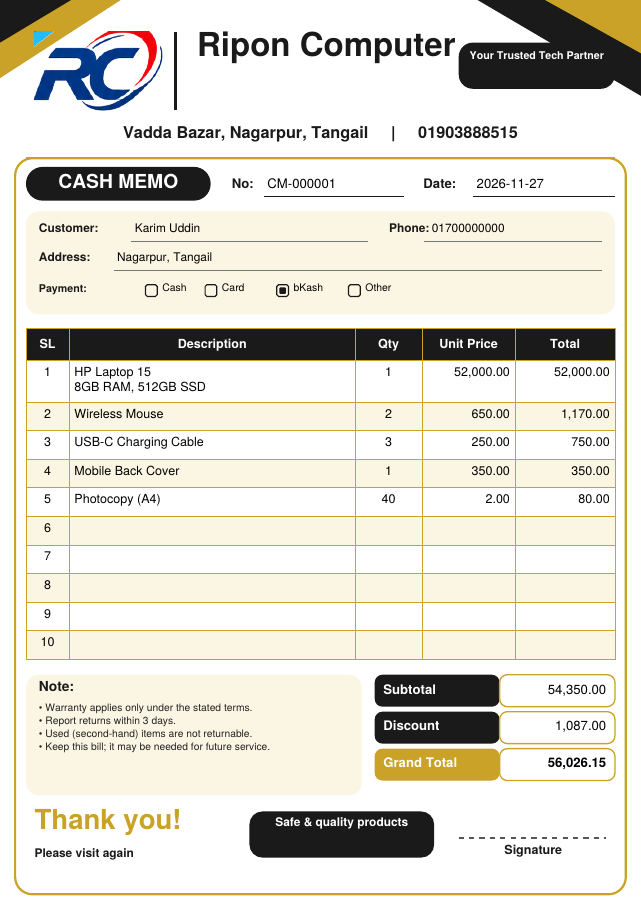 RC
Ripon Computer
Your Trusted Tech Partner
Vadda Bazar, Nagarpur, Tangail | 01903888515
CASH MEMO No: CM-000001 Date: 2026-11-27
Customer: Karim Uddin Phone: 01700000000
Address: Nagarpur, Tangail
Payment: Cash Card bKash Other
SL Description Qty Unit Price Total
1 HP Laptop 15 1 52,000.00 52,000.00
8GB RAM, 512GB SSD
2 Wireless Mouse 2 650.00 1,170.00
3 USB-C Charging Cable 3 250.00 750.00
4 Mobile Back Cover 1 350.00 350.00
5 Photocopy (A4) 40 2.00 80.00
6
7
8
9
10
Note:
• Warranty applies only under the stated terms.
• Report returns within 3 days.
• Used (second-hand) items are not returnable.
• Keep this bill; it may be needed for future service.
Subtotal 54,350.00
Discount 1,087.00
Grand Total 56,026.15
Thank you!
Please visit again
Safe & quality products
Signature